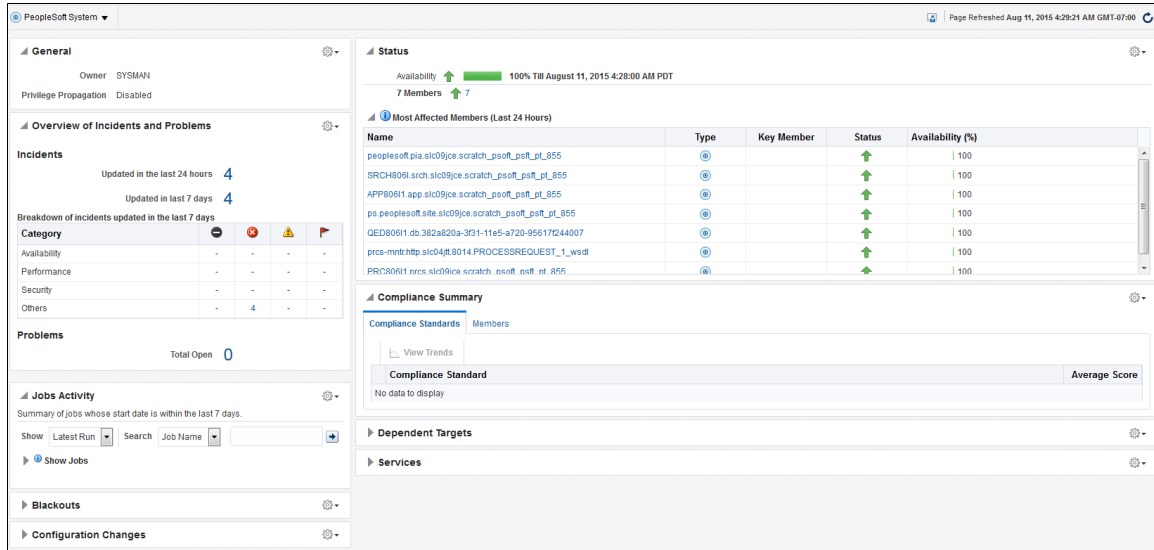 PeopleSoft System
Page Refreshed Aug 11, 2015 4:29:21 AM GMT-07:00
General
Owner SYSMAN
Privilege Propagation Disabled
Overview of Incidents and Problems
Incidents
Updated in the last 24 hours 4
Updated in last 7 days 4
Breakdown of incidents updated in the last 7 days
Category
Availability - - - -
Performance - - - -
Security - - - -
Others - 4 - -
Problems
Total Open 0
Jobs Activity
Summary of jobs whose start date is within the last 7 days.
Show Latest Run Search Job Name
Show Jobs
Blackouts
Configuration Changes
Status
Availability 100% Till August 11, 2015 4:28:00 AM PDT
7 Members 7
Most Affected Members (Last 24 Hours)
Name Type Key Member Status Availability (%)
peoplesoft.pia.slc09jce.scratch_psoft_psft_pt_855 100
SRCH806I.srch.slc09jce.scratch_psoft_psft_pt_855 100
APP806I1.app.slc09jce.scratch_psoft_psft_pt_855 100
ps.peoplesoft.site.slc09jce.scratch_psoft_psft_pt_855 100
QED806I1.db.382a820a-3f31-11e5-a720-95617f244007 100
prcs-mntr.http.slc04jtt.8014.PROCESSREQUEST_1_wsdl 100
PRC806I1.prcs.slc09jce.scratch_psoft_psft_pt_855 100
Compliance Summary
Compliance Standards Members
View Trends
Compliance Standard Average Score
No data to display
Dependent Targets
Services